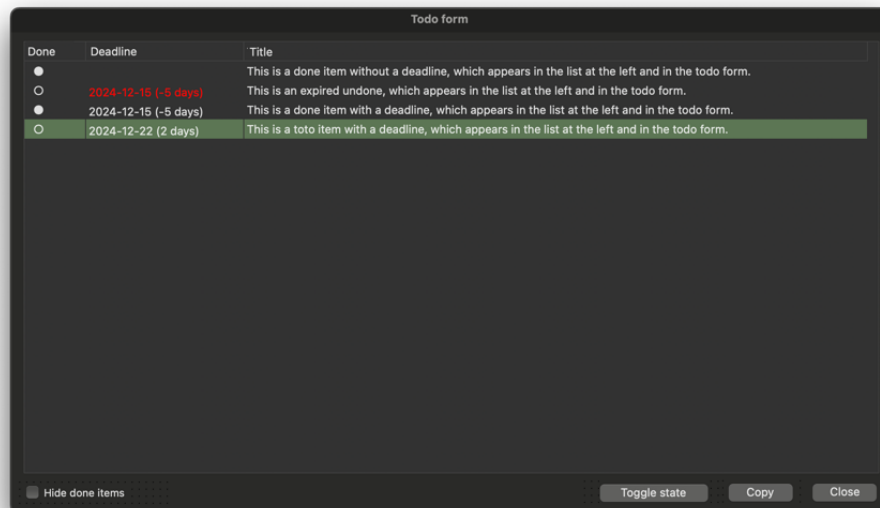 Todo form
Done Deadline Title
This is a done item without a deadline, which appears in the list at the left and in the todo form.
2024-12-15 (-5 days) This is an expired undone, which appears in the list at the left and in the todo form.
2024-12-15 (-5 days) This is a done item with a deadline, which appears in the list at the left and in the todo form.
2024-12-22 (2 days) This is a toto item with a deadline, which appears in the list at the left and in the todo form.
Hide done items Toggle state Copy Close